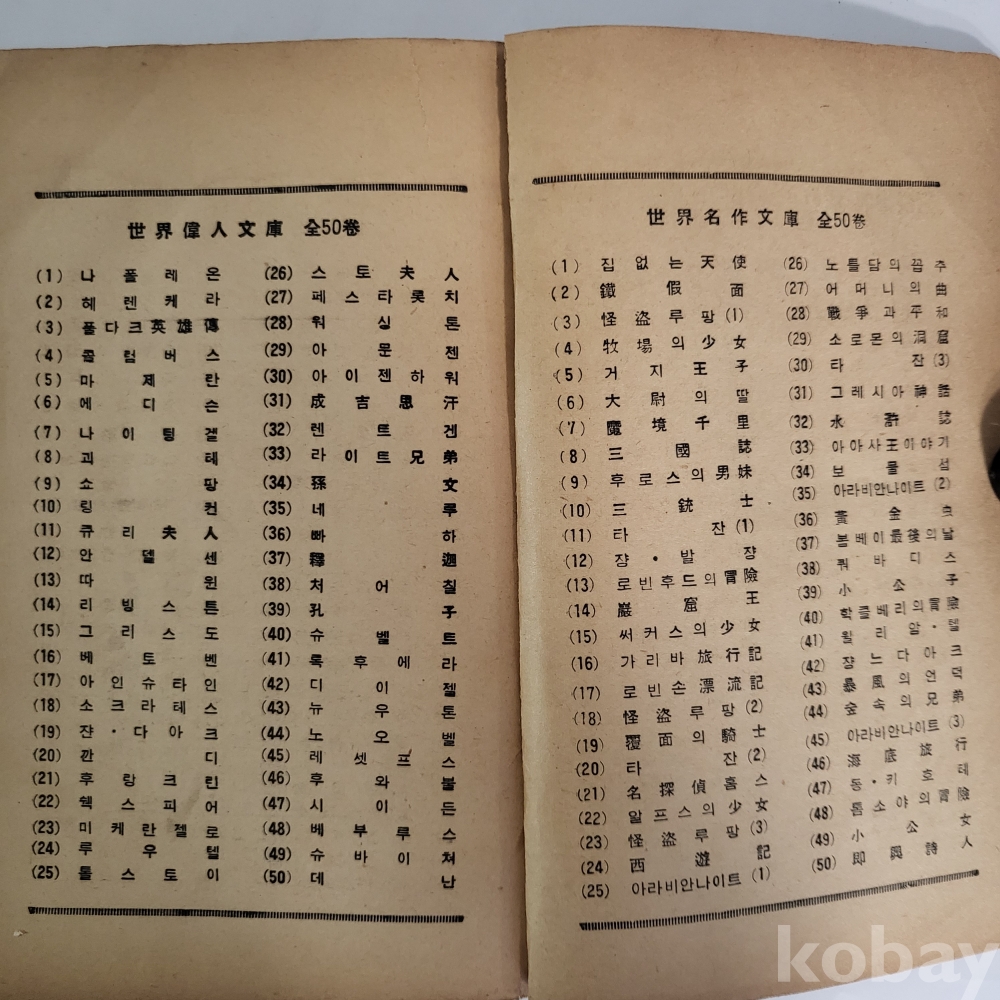 世界偉人文庫 全50卷
(1) 나폴레온
(2) 헤렌케라
(3) 풀다크英雄傳
(4) 콜럼버스
(5) 마제란
(6) 에디슨
(7) 나이팅겔
(8) 괴테
(9) 쇼팡
(10) 링컨
(11) 큐리夫人
(12) 안델센
(13) 따윈
(14) 리빙스튼
(15) 그리스도
(16) 베토벤
(17) 아인슈타인
(18) 소크라테스
(19) 쟌·다아크
(20) 깐디
(21) 후랑크린
(22) 쉑스피어
(23) 미케란젤로
(24) 루우텔
(25) 톨스토이
(26) 스토夫人
(27) 페스타롯치
(28) 워싱톤
(29) 아문젠
(30) 아이젠하워
(31) 成吉思汗
(32) 렌트겐
(33) 라이트兄弟
(34) 孫文
(35) 네루
(36) 빠하
(37) 釋迦
(38) 처어칠
(39) 孔子
(40) 슈벨트
(41) 록후에라
(42) 디이젤
(43) 뉴우톤
(44) 노오벨
(45) 레셋프스
(46) 후와불
(47) 시이든
(48) 베부루스
(49) 슈바이쳐
(50) 데난
世界名作文庫 全50卷
(1) 집없는天使
(2) 鐵假面
(3) 怪盜루팡(1)
(4) 牧場의少女
(5) 거지王子
(6) 大尉의딸
(7) 魔境千里
(8) 三國誌
(9) 후로스의男妹
(10) 三銃士
(11) 타잔(1)
(12) 쟝·발쟝
(13) 로빈후드의冒險
(14) 巖窟王
(15) 써커스의少女
(16) 가리바旅行記
(17) 로빈손漂流記
(18) 怪盜루팡(2)
(19) 覆面의騎士
(20) 타잔(2)
(21) 名探偵홈스
(22) 알프스의少女
(23) 怪盜루팡(3)
(24) 西遊記
(25) 아라비안나이트(1)
(26) 노틀담의꼽추
(27) 어머니의曲
(28) 戰爭과平和
(29) 소로몬의洞窟
(30) 타잔(3)
(31) 그레시아神話
(32) 水滸誌
(33) 아아사王이야기
(34) 보물섬
(35) 아라비안나이트(2)
(36) 黃金虫
(37) 봄베이最後의날
(38) 쿼바디스
(39) 小公子
(40) 학클베리의冒險
(41) 윌리암·텔
(42) 쟝느다아크
(43) 暴風의언덕
(44) 숲속의兄弟
(45) 아라비안나이트(3)
(46) 海底旅行
(47) 동·키호테
(48) 톰소야의冒險
(49) 小公女
(50) 即興詩人
kobay